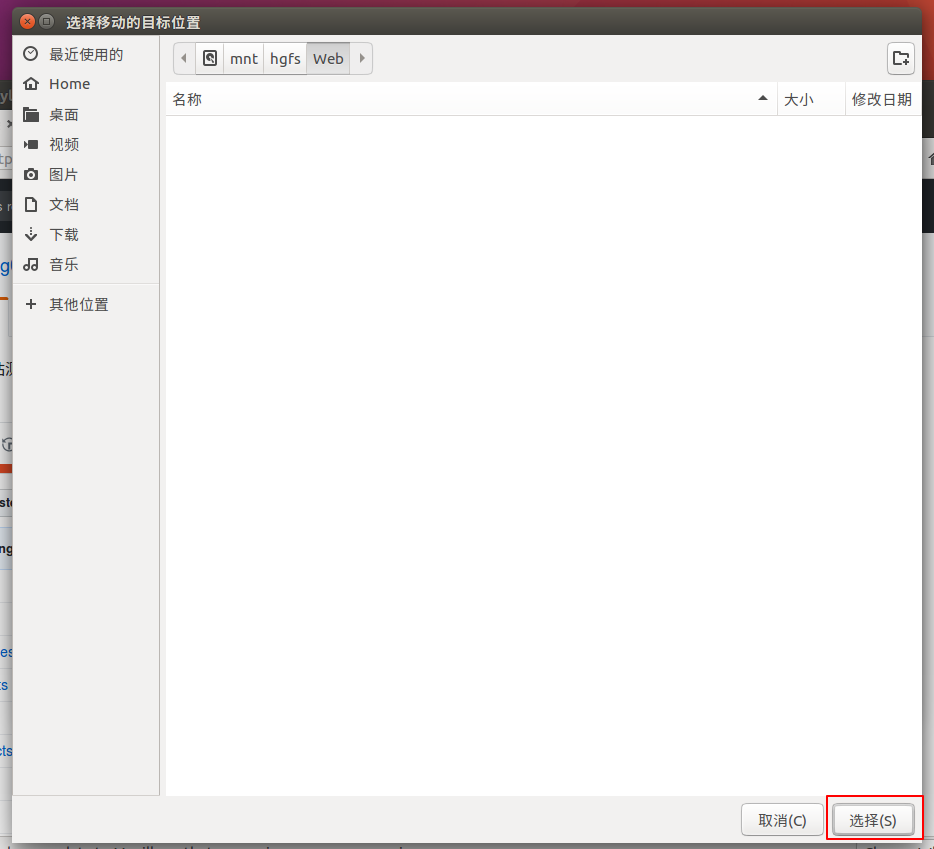 选择移动的目标位置
最近使用的
Home
桌面
视频
图片
文档
下载
音乐
其他位置
mnt hgfs Web
名称 大小 修改日期
取消(C) 选择(S)